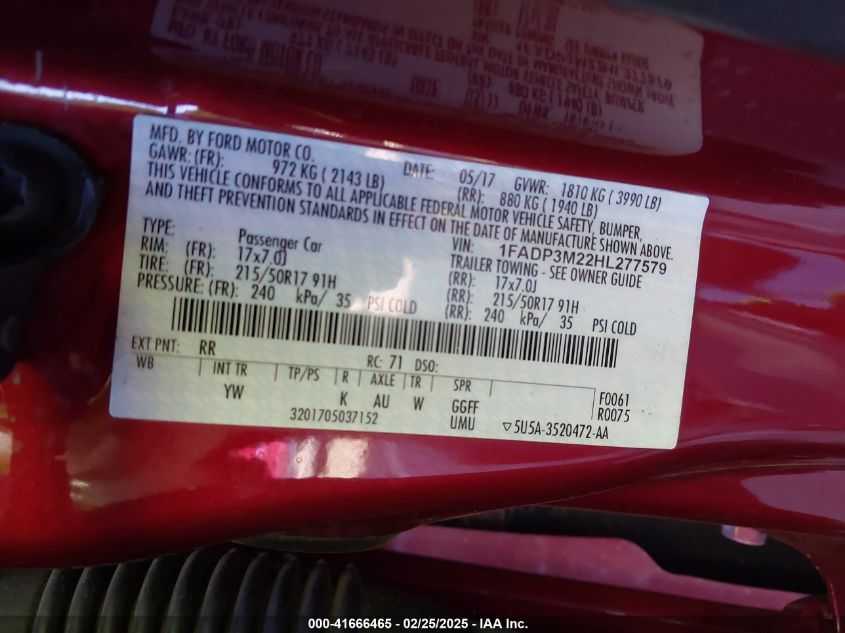 MFD. BY FORD MOTOR CO.
DATE: 05/17 GVWR: 1810 KG ( 3990 LB)
GAWR: (FR): 972 KG ( 2143 LB) (RR): 880 KG ( 1940 LB)
THIS VEHICLE CONFORMS TO ALL APPLICABLE FEDERAL MOTOR VEHICLE SAFETY, BUMPER,
AND THEFT PREVENTION STANDARDS IN EFFECT ON THE DATE OF MANUFACTURE SHOWN ABOVE.
VIN: 1FADP3M22HL277579
TYPE: Passenger Car TRAILER TOWING - SEE OWNER GUIDE
RIM: (FR): 17x7.0J (RR): 17x7.0J
TIRE: (FR): 215/50R17 91H (RR): 215/50R17 91H
PRESSURE: (FR): 240 kPa/ 35 PSI COLD (RR): 240 kPa/ 35 PSI COLD
EXT PNT: RR RC: 71 DSO:
WB INT TR TP/PS R AXLE TR SPR F0061
YW K AU W GGFF R0075
3201705037152 UMU ▽5U5A-3520472-AA
000-41666465 - 02/25/2025 - IAA Inc.